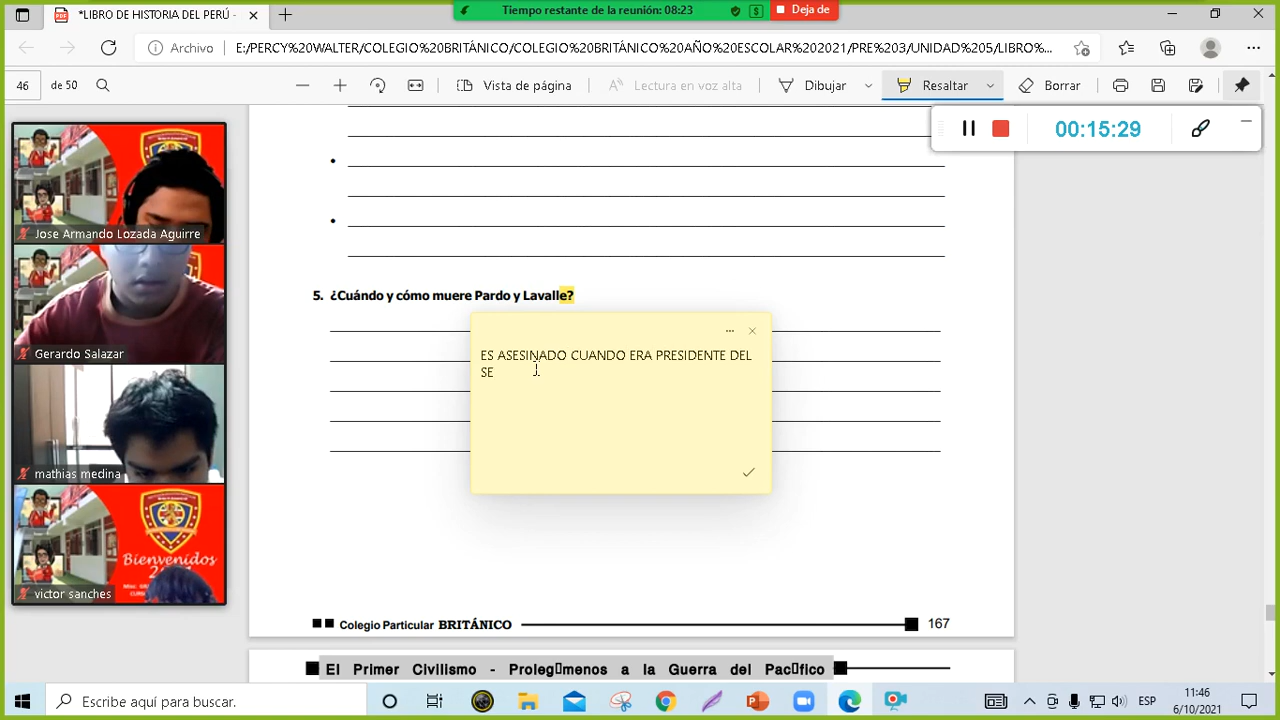 *LIBRO DE HISTORIA DEL PERÚ -
Tiempo restante de la reunión: 08:23
Deja de
Archivo
E:/PERCY%20WALTER/COLEGIO%20BRITÁNICO/COLEGIO%20BRITÁNICO%20AÑO%20ESCOLAR%202021/PRE%203/UNIDAD%205/LIBRO%...
46 de 50
Vista de página
Lectura en voz alta
Dibujar
Resaltar
Borrar
00:15:29
Jose Armando Lozada Aguirre
Gerardo Salazar
mathias medina
Bienvenidos
victor sanches
5. ¿Cuándo y cómo muere Pardo y Lavalle?
ES ASESINADO CUANDO ERA PRESIDENTE DEL
SE
Colegio Particular BRITÁNICO
167
El Primer Civilismo - Proleg▯menos a la Guerra del Pac▯fico
Escribe aquí para buscar.
ESP
11:46
6/10/2021